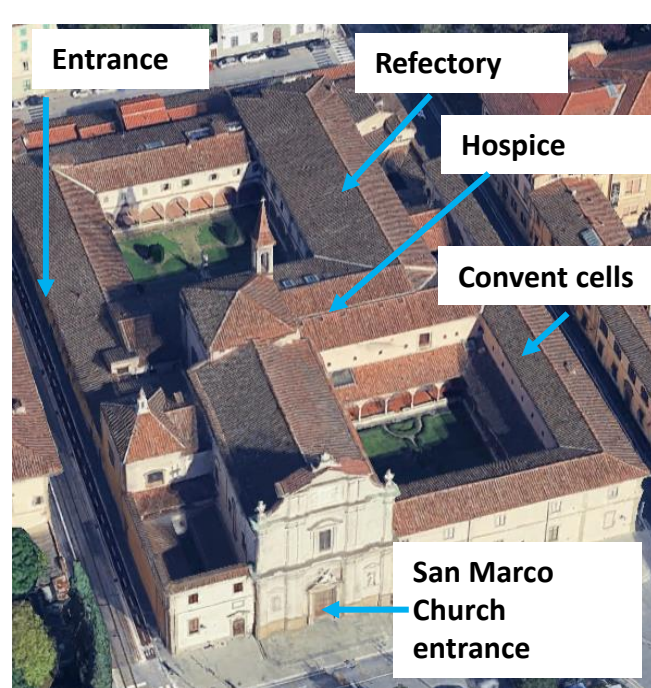 Entrance
Refectory
Hospice
Convent cells
San Marco
Church
entrance